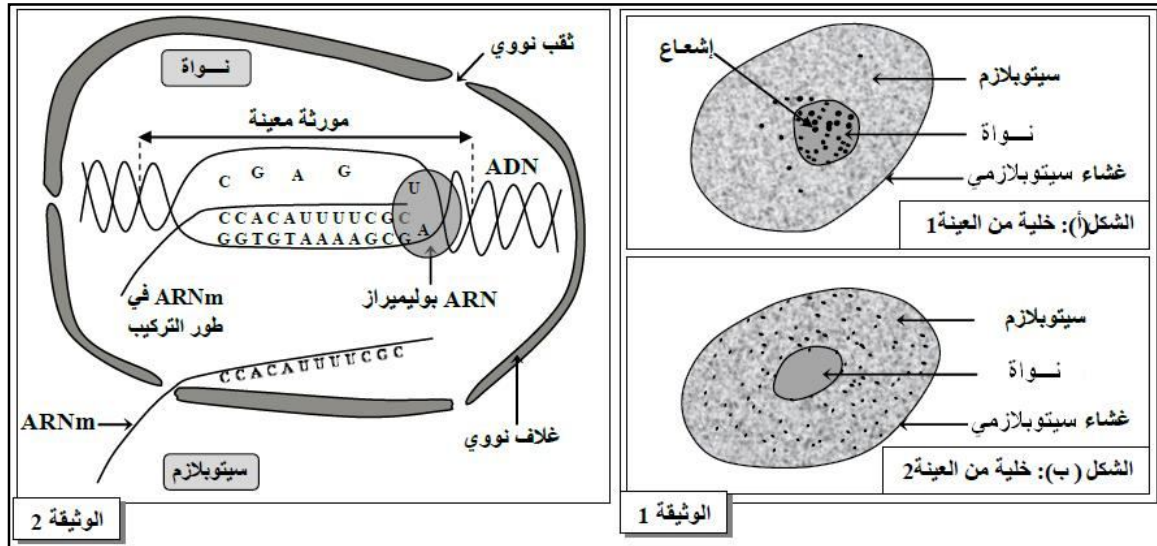 إشعاع
سيتوبلازم
نـــواة
غشاء سيتوبلازمي
الشكل(أ): خلية من العينة1
سيتوبلازم
نـــواة
غشاء سيتوبلازمي
الشكل (ب): خلية من العينة2
الوثيقة 1
ثقب نووي
نـــواة
مورثة معينة
ADN
C G A G U
CCACAUUUUCGC
GGTGTAAAAGCG A
ARNm في
طور التركيب
ARN بوليميراز
CCACAUUUUCGC
ARNm
غلاف نووي
سيتوبلازم
الوثيقة 2